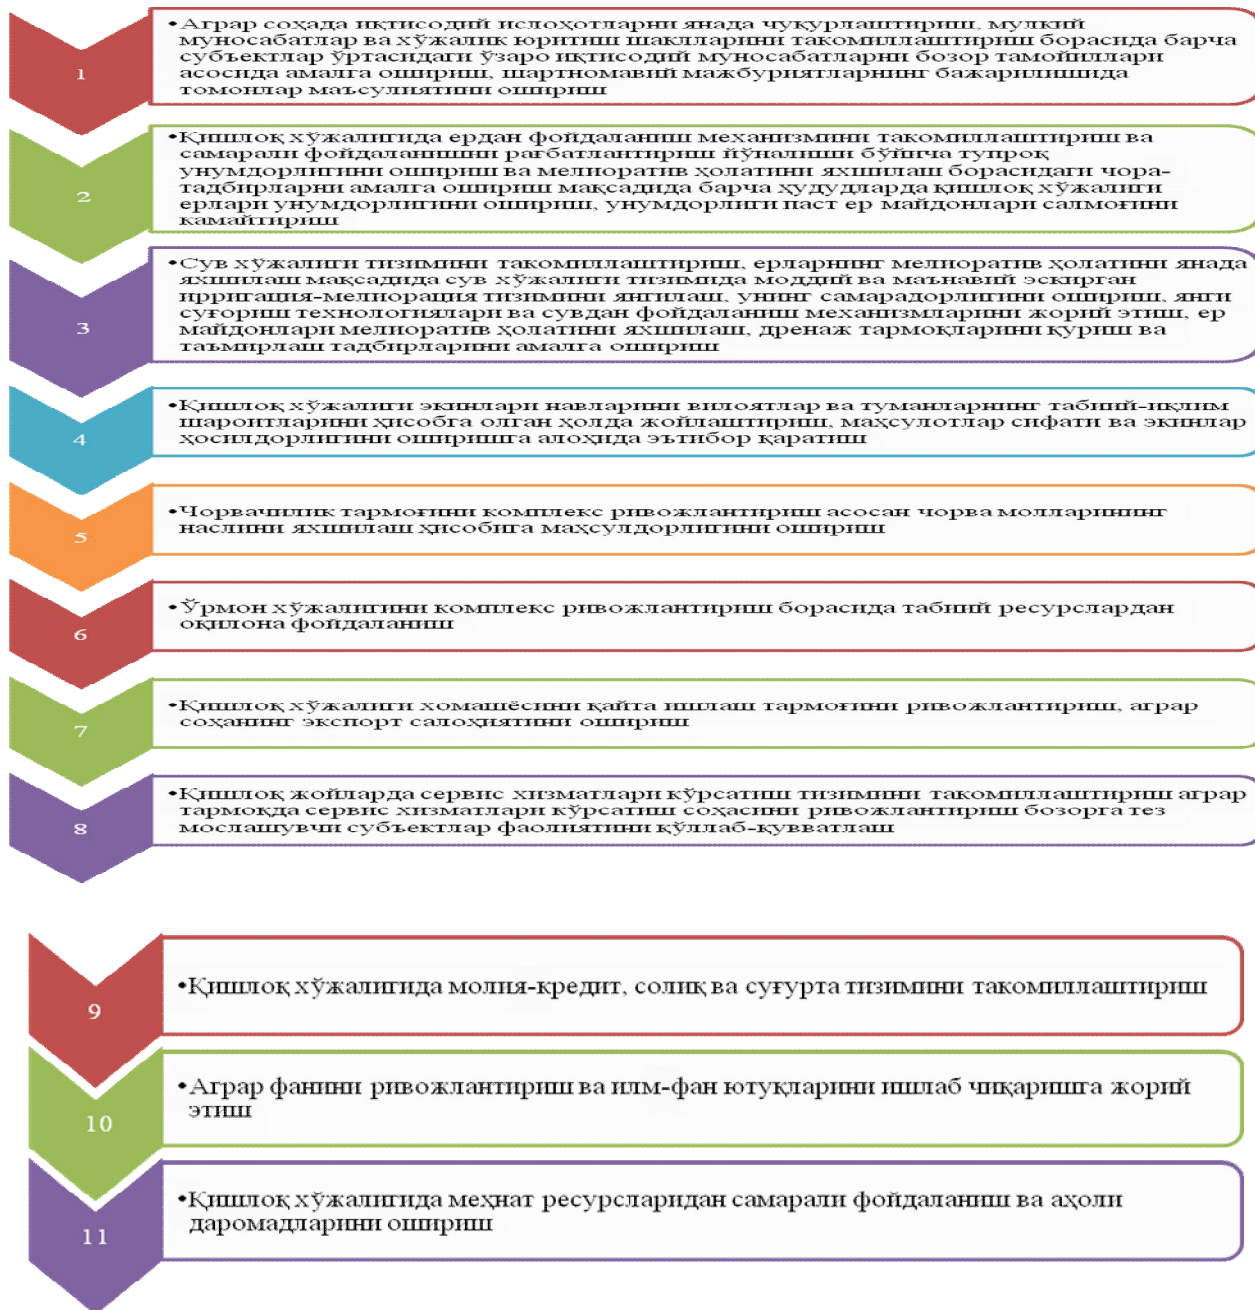 1
•Аграр соҳада иқтисодий ислоҳотларни янада чуқурлаштириш, мулкий
муносабатлар ва хўжалик юритиш шаклларини такомиллаштириш борасида барча
субъектлар ўртасидаги ўзаро иқтисодий муносабатларни бозор тамойиллари
асосида амалга ошириш, шартномавий мажбуриятларнинг бажарилишида
томонлар маъсулиятини ошириш
2
•Қишлоқ хўжалигида ердан фойдаланиш механизмини такомиллаштириш ва
самарали фойдаланишни рағбатлантириш йўналиши бўйича тупроқ
унумдорлигини ошириш ва мелиоратив ҳолатини яхшилаш борасидаги чора-
тадбирларни амалга ошириш мақсадида барча ҳудудларда қишлоқ хўжалиги
ерлари унумдорлигини ошириш, унумдорлиги паст ер майдонлари салмоғини
камайтириш
3
•Сув хўжалиги тизимини такомиллаштириш, ерларнинг мелиоратив ҳолатини янада
яхшилаш мақсадида сув хўжалиги тизимида моддий ва маънавий эскирган
ирригация-мелиорация тизимини янгилаш, унинг самарадорлигини ошириш, янги
суғориш технологиялари ва сувдан фойдаланиш механизмларини жорий этиш, ер
майдонлари мелиоратив ҳолатини яхшилаш, дренаж тармоқларини қуриш ва
таъмирлаш тадбирларини амалга ошириш
4
•Қишлоқ хўжалиги экинлари навларини вилоятлар ва туманларнинг табиий-иқлим
шароитларини ҳисобга олган ҳолда жойлаштириш, маҳсулотлар сифати ва экинлар
ҳосилдорлигини оширишга алоҳида эътибор қаратиш
5
•Чорвачилик тармоғини комплекс ривожлантириш асосан чорва молларининг
наслини яхшилаш ҳисобига маҳсулдорлигини ошириш
6
•Ўрмон хўжалигини комплекс ривожлантириш борасида табиий ресурслардан
оқилона фойдаланиш
7
•Қишлоқ хўжалиги хомашёсини қайта ишлаш тармоғини ривожлантириш, аграр
соҳанинг экспорт салоҳиятини ошириш
8
•Қишлоқ жойларда сервис хизматлари кўрсатиш тизимини такомиллаштириш аграр
тармоқда сервис хизматлари кўрсатиш соҳасини ривожлантириш бозорга тез
мослашувчи субъектлар фаолиятини қўллаб-қувватлаш
9
•Қишлоқ хўжалигида молия-кредит, солиқ ва суғурта тизимини такомиллаштириш
10
•Аграр фанини ривожлантириш ва илм-фан ютуқларини ишлаб чиқаришга жорий
этиш
11
•Қишлоқ хўжалигида меҳнат ресурсларидан самарали фойдаланиш ва аҳоли
даромадларини ошириш